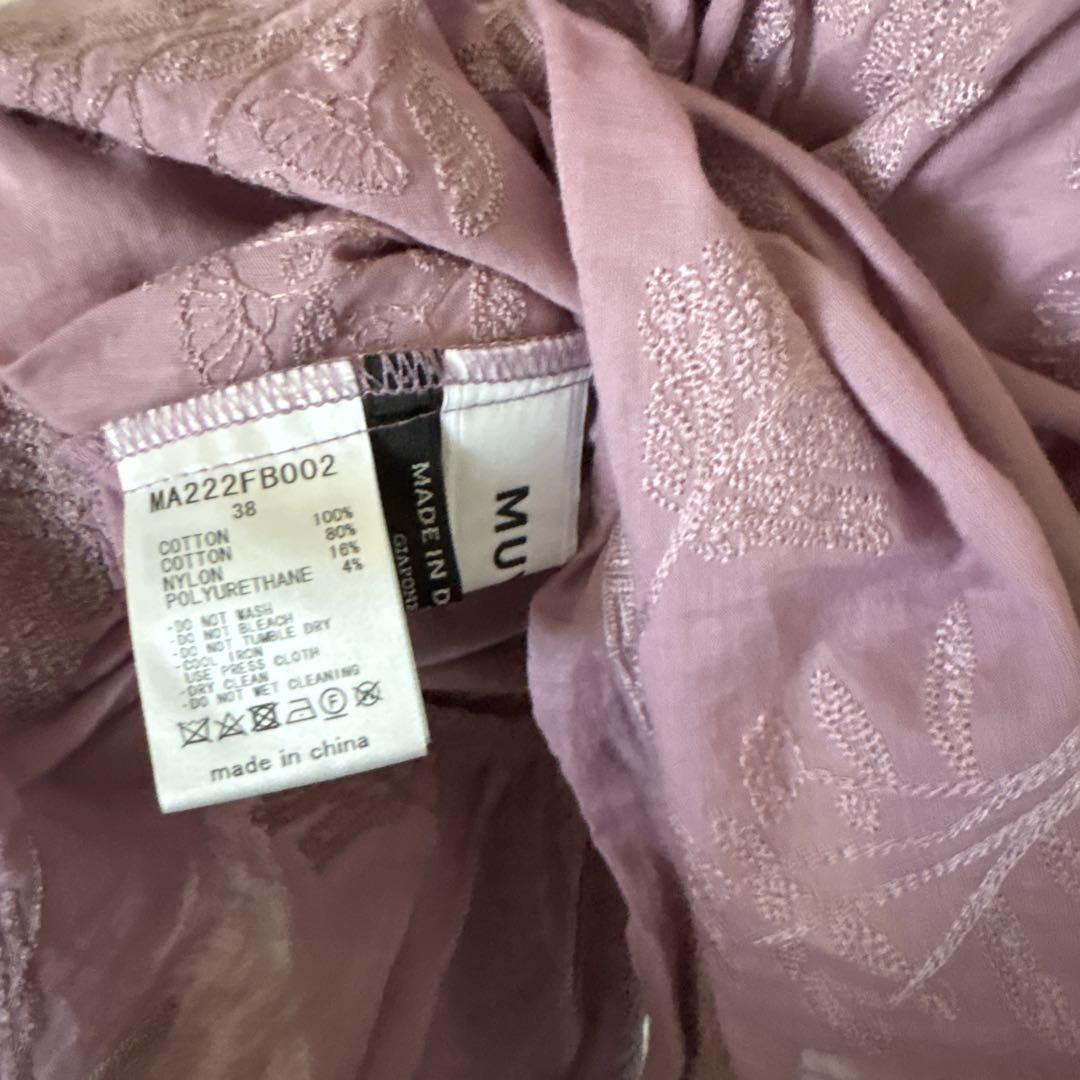 MA222FB002
38
COTTON 100%
COTTON 80%
NYLON 16%
POLYURETHANE 4%
-DO NOT WASH
-DO NOT BLEACH
-DO NOT TUMBLE DRY
-COOL IRON
USE PRESS CLOTH
-DRY CLEAN
-DO NOT WET CLEANING
F
made in china
MADE IN D
MU